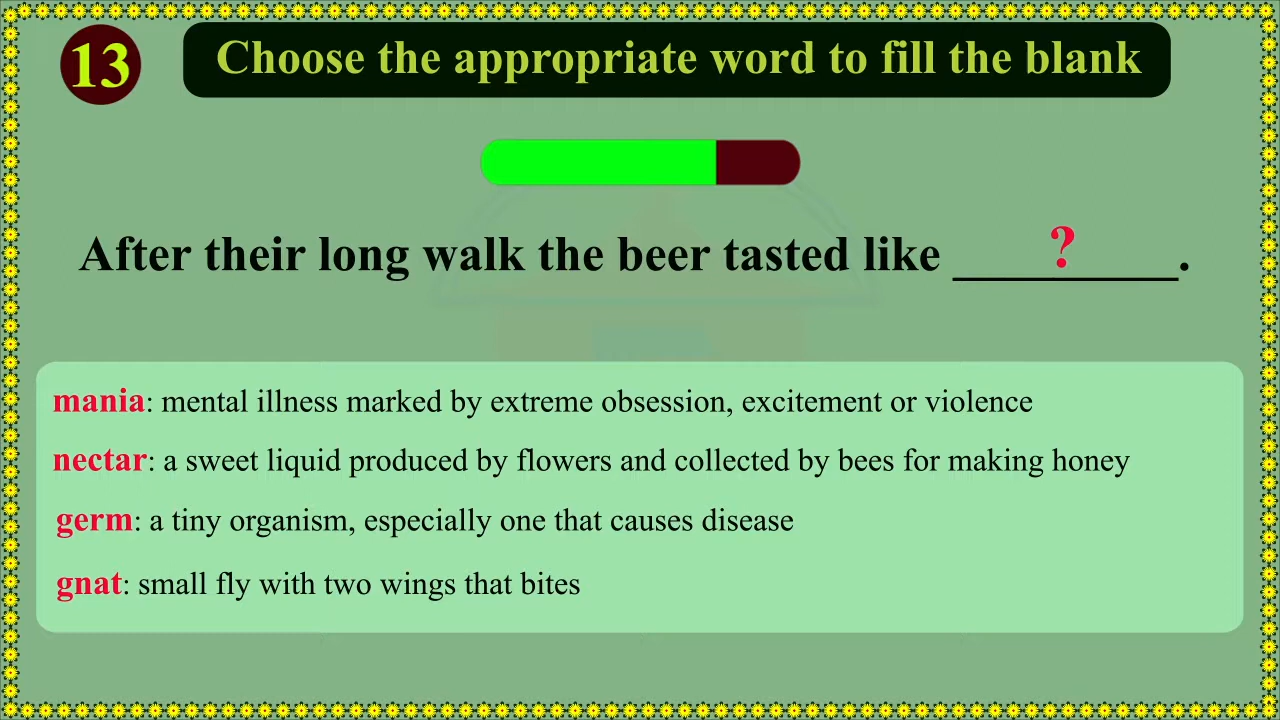 13
Choose the appropriate word to fill the blank
After their long walk the beer tasted like _________.
?
mania: mental illness marked by extreme obsession, excitement or violence
nectar: a sweet liquid produced by flowers and collected by bees for making honey
germ: a tiny organism, especially one that causes disease
gnat: small fly with two wings that bites